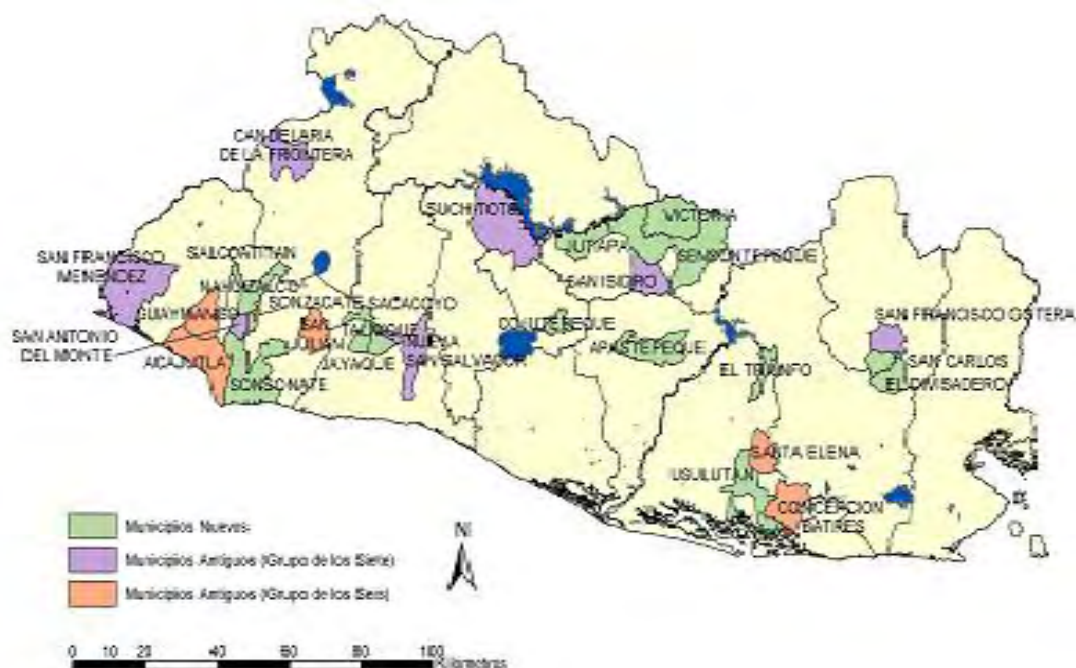 CANDELARIA
DE LA FRONTERA
SUCHITOTO
VICTORIA
JUTIAPA
SENSUNTEPEQUE
SAN ISIDRO
SAN FRANCISCO
MENENDEZ
SALCOATITAN
NAHUIZALCO
SONZACATE
SACACOYO
GUAYMANGO
SAN
JULIAN
TALNIQUE
NUEVA
SAN SALVADOR
SAN ANTONIO
DEL MONTE
ACAJUTLA
JAYAQUE
SONSONATE
APASTEPEQUE
SAN FRANCISCO GOTERA
SAN CARLOS
EL DIVISADERO
EL TRIUNFO
SANTA ELENA
USULUTAN
CONCEPCION
BATRES
Municipios Nuevos
Municipios Antiguos (Grupo de los Siete)
Municipios Antiguos (Grupo de los Seis)
N
0 10 20 40 60 80 100
Kilometros